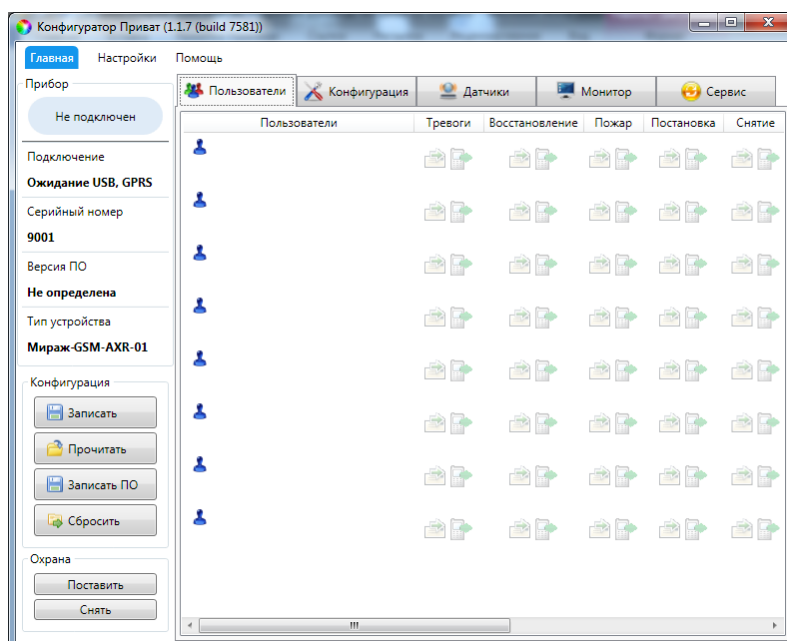 Конфигуратор Приват (1.1.7 (build 7581))
Главная Настройки Помощь
Прибор
Не подключен
Подключение
Ожидание USB, GPRS
Серийный номер
9001
Версия ПО
Не определена
Тип устройства
Мираж-GSM-AXR-01
Конфигурация
Записать
Прочитать
Записать ПО
Сбросить
Охрана
Поставить
Снять
Пользователи Конфигурация Датчики Монитор Сервис
Пользователи Тревоги Восстановление Пожар Постановка Снятие